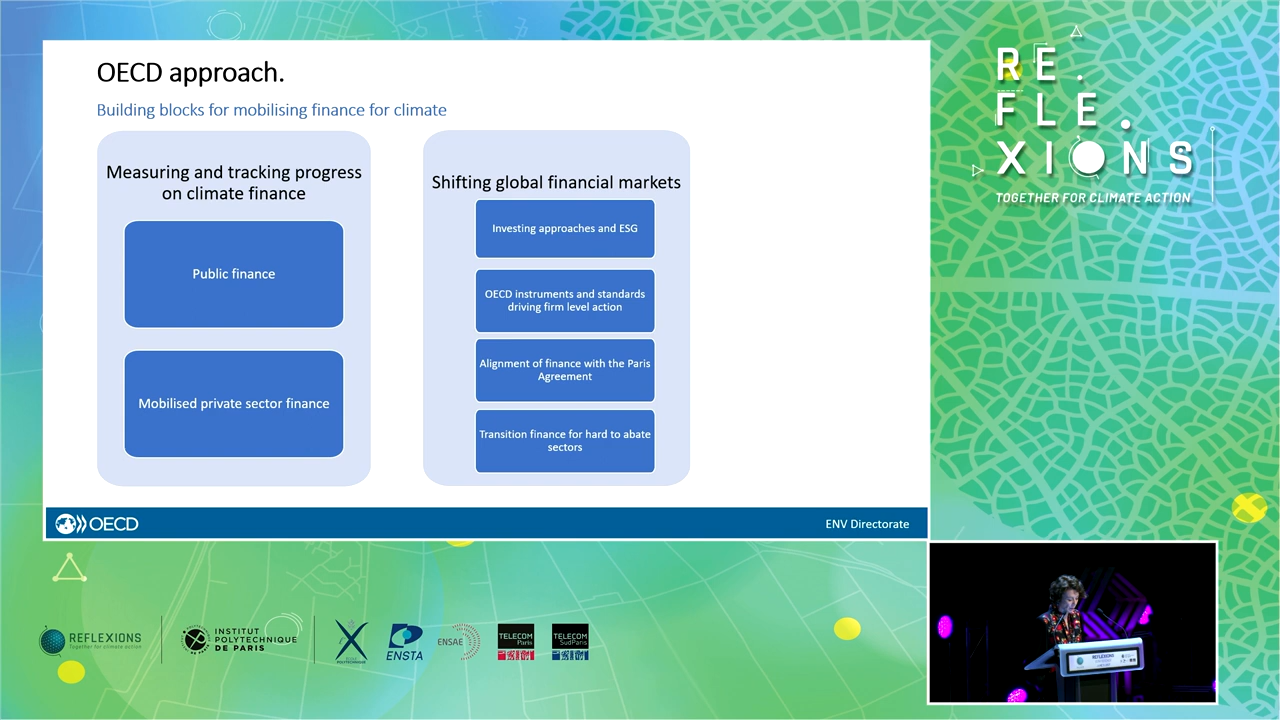 OECD approach.
Building blocks for mobilising finance for climate
Measuring and tracking progress
on climate finance
Public finance
Mobilised private sector finance
Shifting global financial markets
Investing approaches and ESG
OECD instruments and standards
driving firm level action
Alignment of finance with the Paris
Agreement
Transition finance for hard to abate
sectors
OECD
ENV Directorate
RE.
FLE.
XIONS
TOGETHER FOR CLIMATE ACTION
REFLEXIONS
Together for climate action
INSTITUT
POLYTECHNIQUE
DE PARIS
ÉCOLE
POLYTECHNIQUE
ENSTA
ENSAE
TELECOM
Paris
TELECOM
SudParis
REFLEXIONS